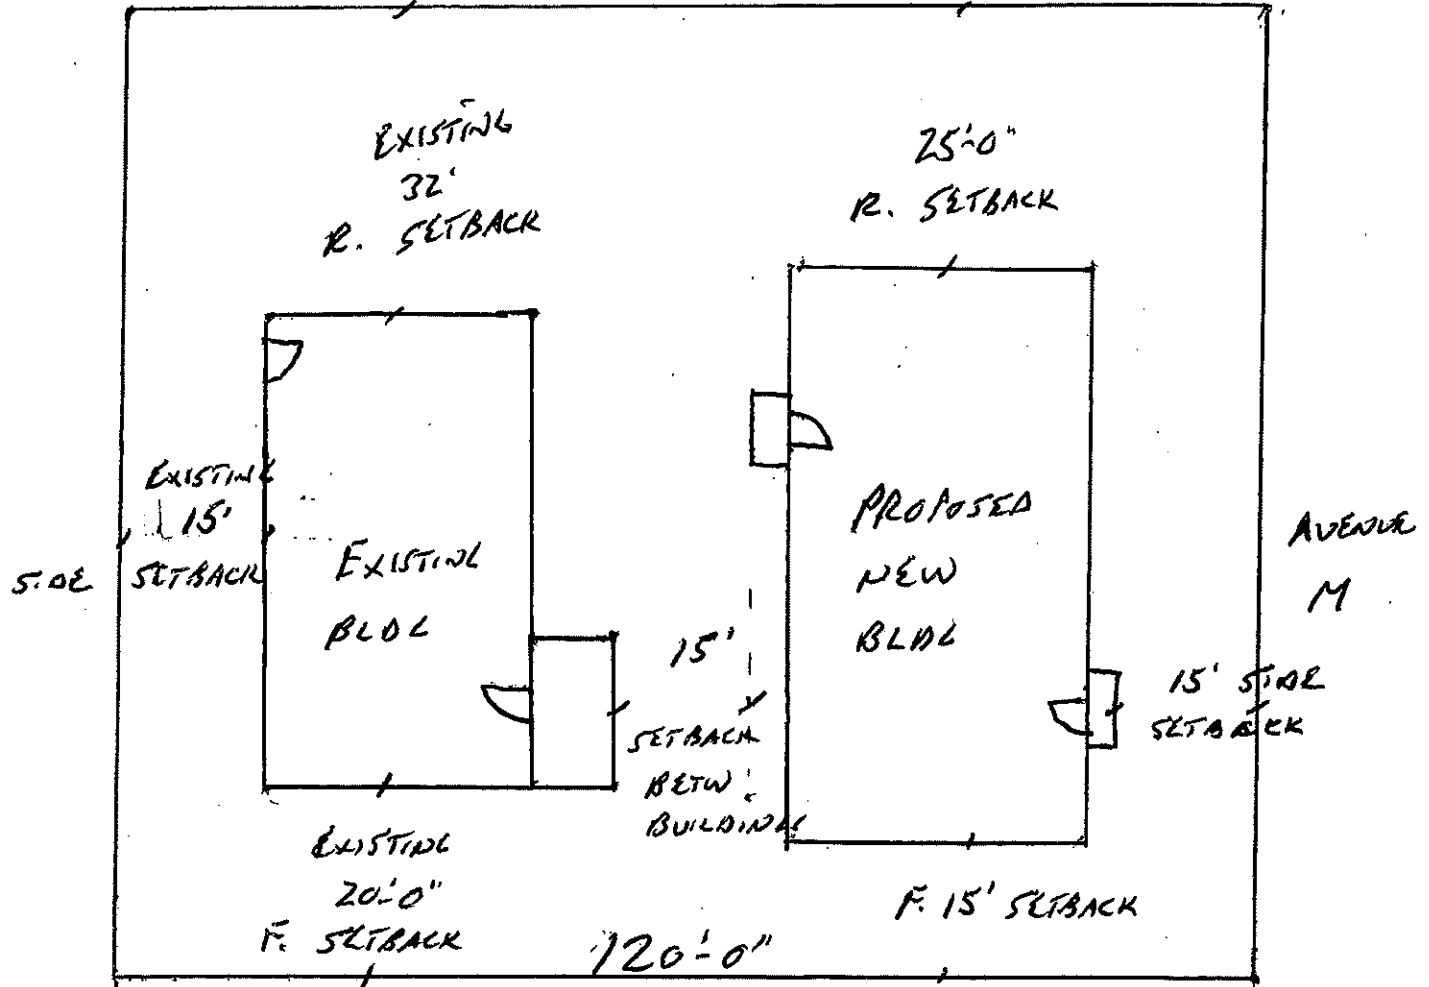 EXISTING
32'
R. SETBACK
25'-0"
R. SETBACK
EXISTING
15'
SIDE SETBACK
EXISTING
BLDG
PROPOSED
NEW
BLDG
AVENUE
M
15'
SETBACK
BETW
BUILDING
15' SIDE
SETBACK
EXISTING
20'-0"
F. SETBACK
F. 15' SETBACK
120'-0"